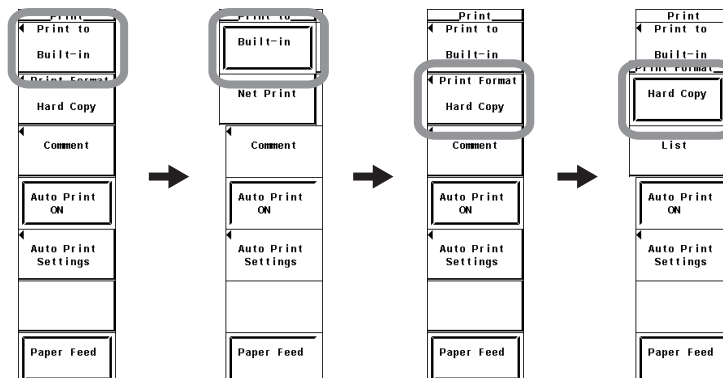 Print
Print to
Built-in
Print Format
Hard Copy
Comment
Auto Print
ON
Auto Print
Settings
Paper Feed
Print to
Built-in
Net Print
Comment
Auto Print
ON
Auto Print
Settings
Paper Feed
Print
Print to
Built-in
Print Format
Hard Copy
Comment
Auto Print
ON
Auto Print
Settings
Paper Feed
Print
Print to
Built-in
Print Format
Hard Copy
List
Auto Print
ON
Auto Print
Settings
Paper Feed